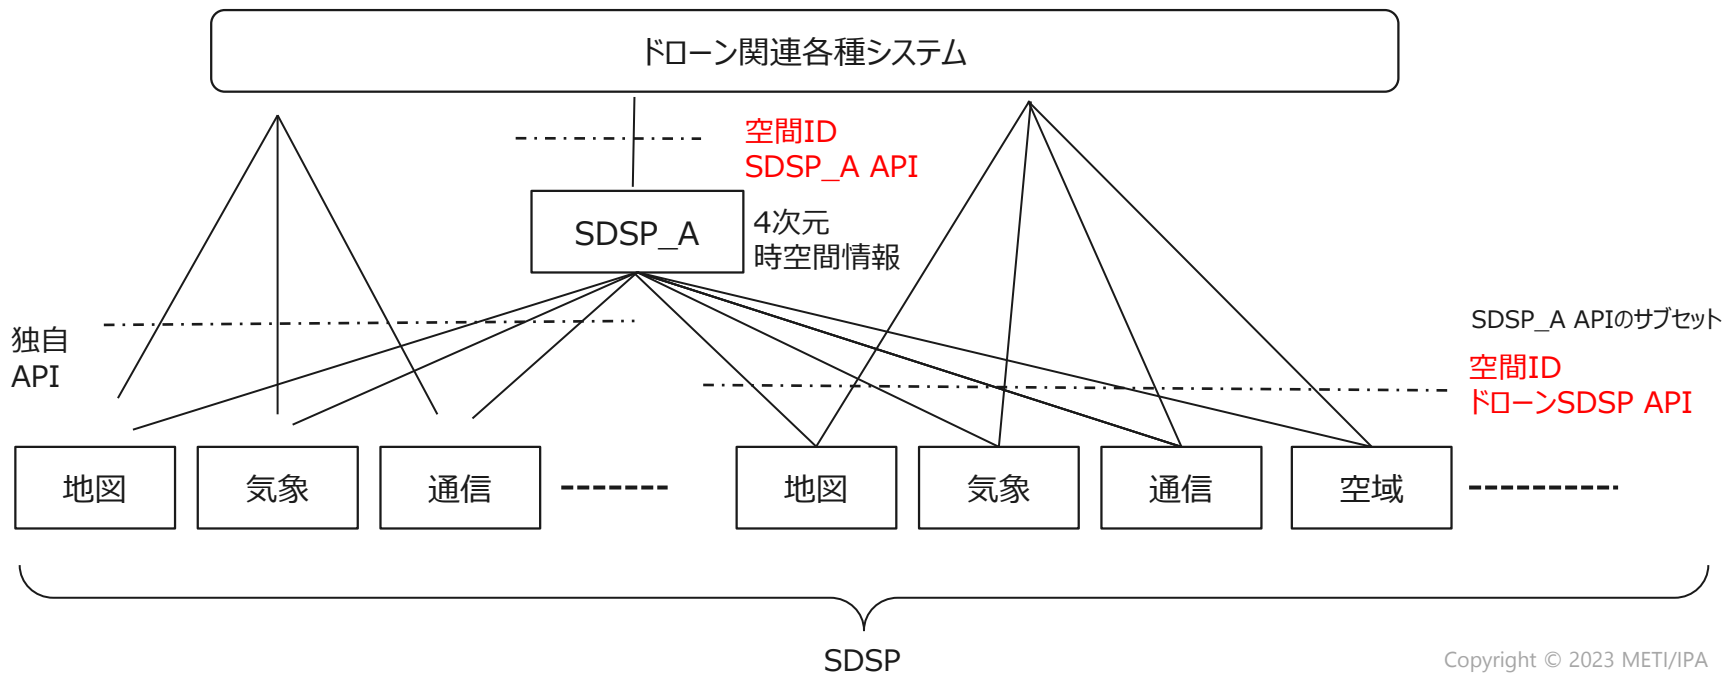 ドローン関連各種システム
空間ID
SDSP_A API
SDSP_A
4次元
時空間情報
独自
API
SDSP_A APIのサブセット
空間ID
ドローンSDSP API
地図
気象
通信
地図
気象
通信
空域
SDSP
Copyright © 2023 METI/IPA